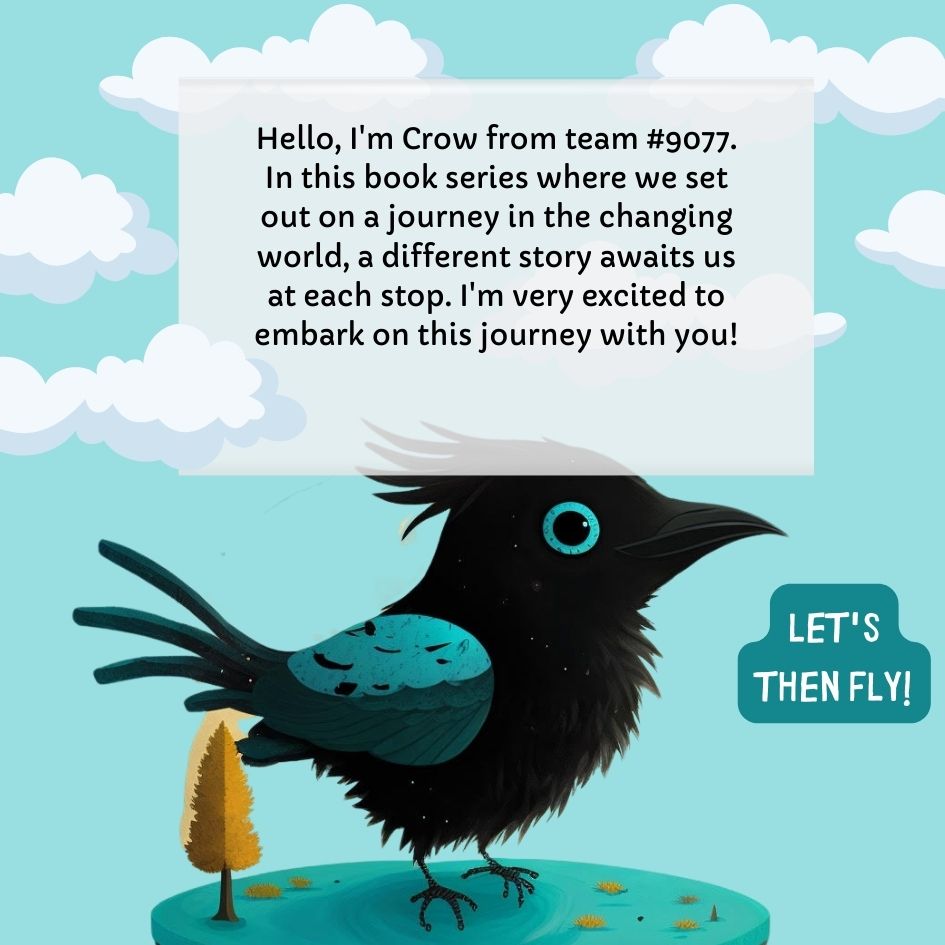 Hello, I'm Crow from team #9077.
In this book series where we set
out on a journey in the changing
world, a different story awaits us
at each stop. I'm very excited to
embark on this journey with you!
LET'S
THEN FLY!